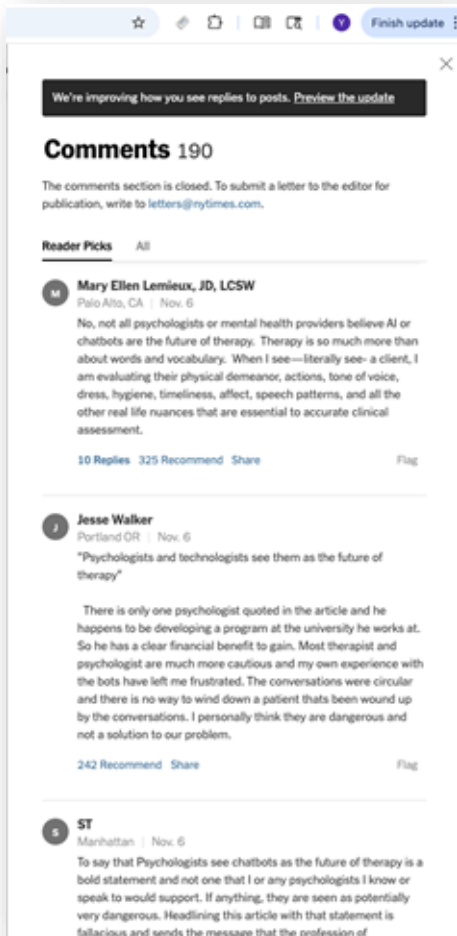 Finish update
We're improving how you see replies to posts. Preview the update
Comments 190
The comments section is closed. To submit a letter to the editor for
publication, write to letters@nytimes.com.
Reader Picks All
M
Mary Ellen Lemieux, JD, LCSW
Palo Alto, CA | Nov. 6
No, not all psychologists or mental health providers believe AI or
chatbots are the future of therapy. Therapy is so much more than
about words and vocabulary. When I see—literally see- a client, I
am evaluating their physical demeanor, actions, tone of voice,
dress, hygiene, timeliness, affect, speech patterns, and all the
other real life nuances that are essential to accurate clinical
assessment.
10 Replies 325 Recommend Share Flag
J
Jesse Walker
Portland OR | Nov. 6
"Psychologists and technologists see them as the future of
therapy"
There is only one psychologist quoted in the article and he
happens to be developing a program at the university he works at.
So he has a clear financial benefit to gain. Most therapist and
psychologist are much more cautious and my own experience with
the bots have left me frustrated. The conversations were circular
and there is no way to wind down a patient thats been wound up
by the conversations. I personally think they are dangerous and
not a solution to our problem.
242 Recommend Share Flag
S
ST
Manhattan | Nov. 6
To say that Psychologists see chatbots as the future of therapy is a
bold statement and not one that I or any psychologists I know or
speak to would support. If anything, they are seen as potentially
very dangerous. Headlining this article with that statement is
fallacious and sends the message that the profession of